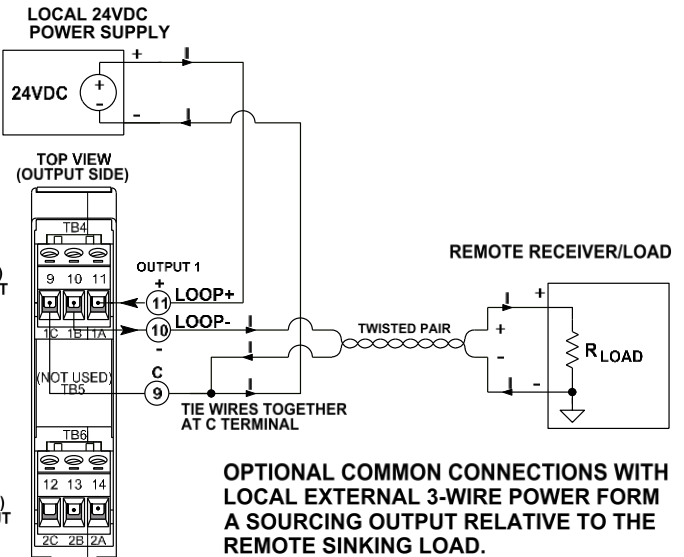 LOCAL 24VDC
POWER SUPPLY
+
I
24VDC
+
-
-
I
TOP VIEW
(OUTPUT SIDE)
TB4
9 10 11
1C 1B 1A
)
T
OUTPUT 1
+
11 LOOP+
10 LOOP-
-
I
I
C
9
I
TIE WIRES TOGETHER
AT C TERMINAL
(NOT USED)
TB5
TB6
12 13 14
2C 2B 2A
)
UT
TWISTED PAIR
REMOTE RECEIVER/LOAD
I
+
+
-
I
-
RLOAD
OPTIONAL COMMON CONNECTIONS WITH
LOCAL EXTERNAL 3-WIRE POWER FORM
A SOURCING OUTPUT RELATIVE TO THE
REMOTE SINKING LOAD.